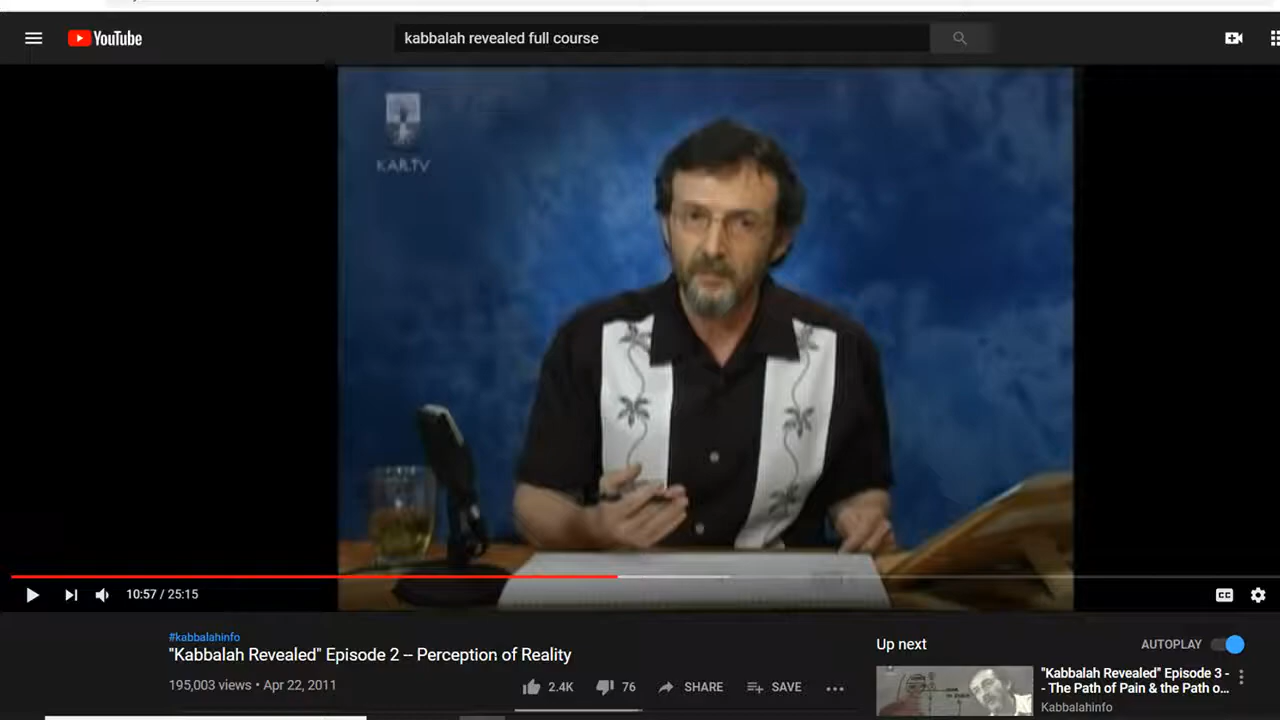 YouTube
kabbalah revealed full course
KAB.TV
10:57 / 25:15
CC
#kabbalahinfo
"Kabbalah Revealed" Episode 2 -- Perception of Reality
195,003 views • Apr 22, 2011
2.4K
76
SHARE
SAVE
Up next
AUTOPLAY
"Kabbalah Revealed" Episode 3 -
- The Path of Pain & the Path o...
Kabbalahinfo